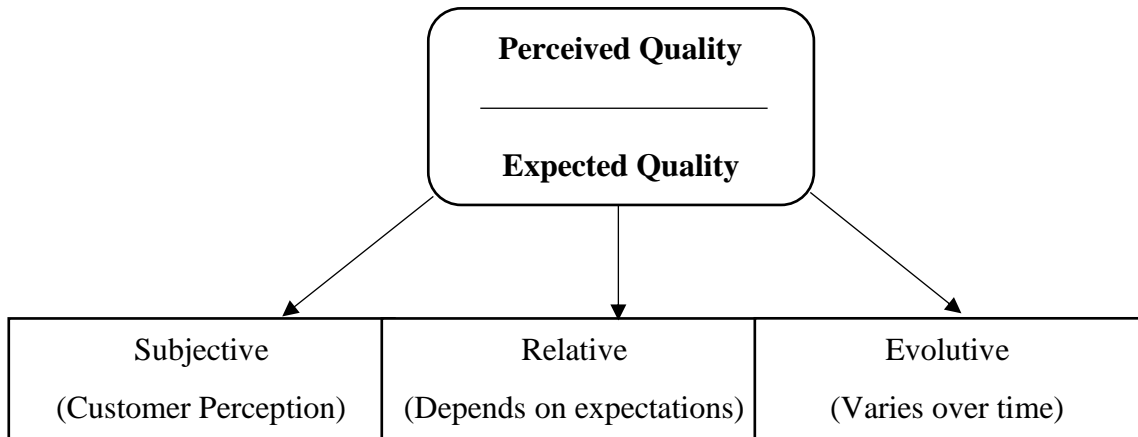 Perceived Quality
Expected Quality
Subjective
(Customer Perception)
Relative
(Depends on expectations)
Evolutive
(Varies over time)